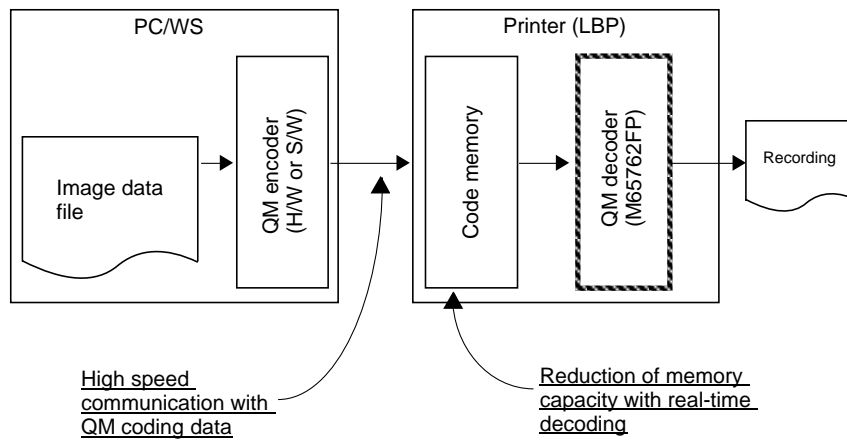 PC/WS
Printer (LBP)
Image data
file
QM encoder
(H/W or S/W)
Code memory
QM decoder
(M65762FP)
Recording
High speed
communication with
QM coding data
Reduction of memory
capacity with real-time
decoding